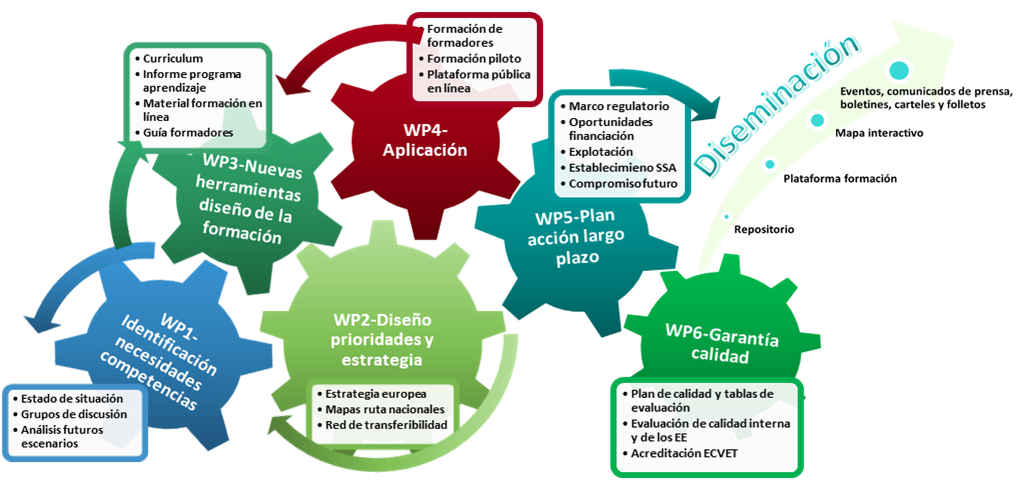 WP1-
Identificación
necesidades
competencias
• Estado de situación
• Grupos de discusión
• Análisis futuros
escenarios
WP2-Diseño
prioridades y
estrategia
• Estrategia europea
• Mapas ruta nacionales
• Red de transferibilidad
• Curriculum
• Informe programa
aprendizaje
• Material formación en
línea
• Guía formadores
WP3-Nuevas
herramientas
diseño de la
formación
• Formación de
formadores
• Formación piloto
• Plataforma pública
en línea
WP4-
Aplicación
• Marco regulatorio
• Oportunidades
financiación
• Explotación
• Establecimieno SSA
• Compromiso futuro
WP5-Plan
acción largo
plazo
WP6-Garantía
calidad
• Plan de calidad y tablas de
evaluación
• Evaluación de calidad interna
y de los EE
• Acreditación ECVET
Diseminación
Eventos, comunicados de prensa,
boletines, carteles y folletos
Mapa interactivo
Plataforma formación
Repositorio